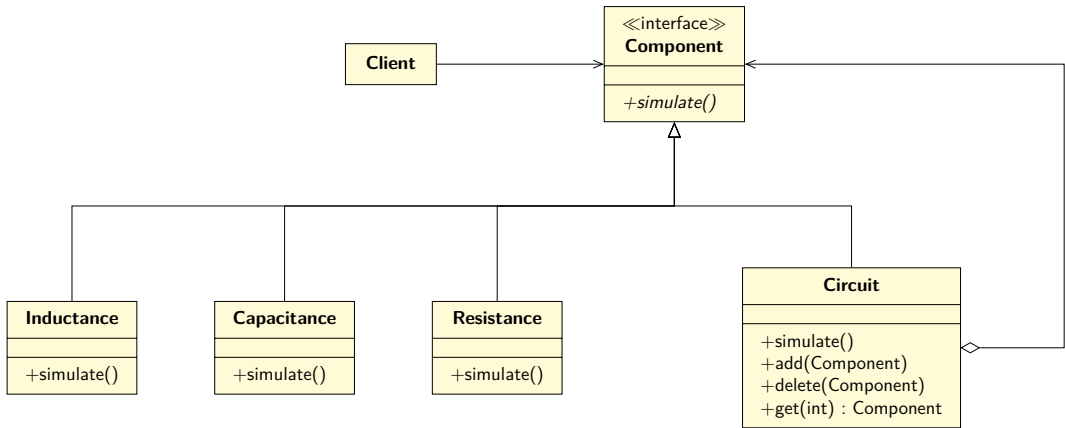 ≪interface≫
Component
+simulate()
Client
Inductance
+simulate()
Capacitance
+simulate()
Resistance
+simulate()
Circuit
+simulate()
+add(Component)
+delete(Component)
+get(int) : Component